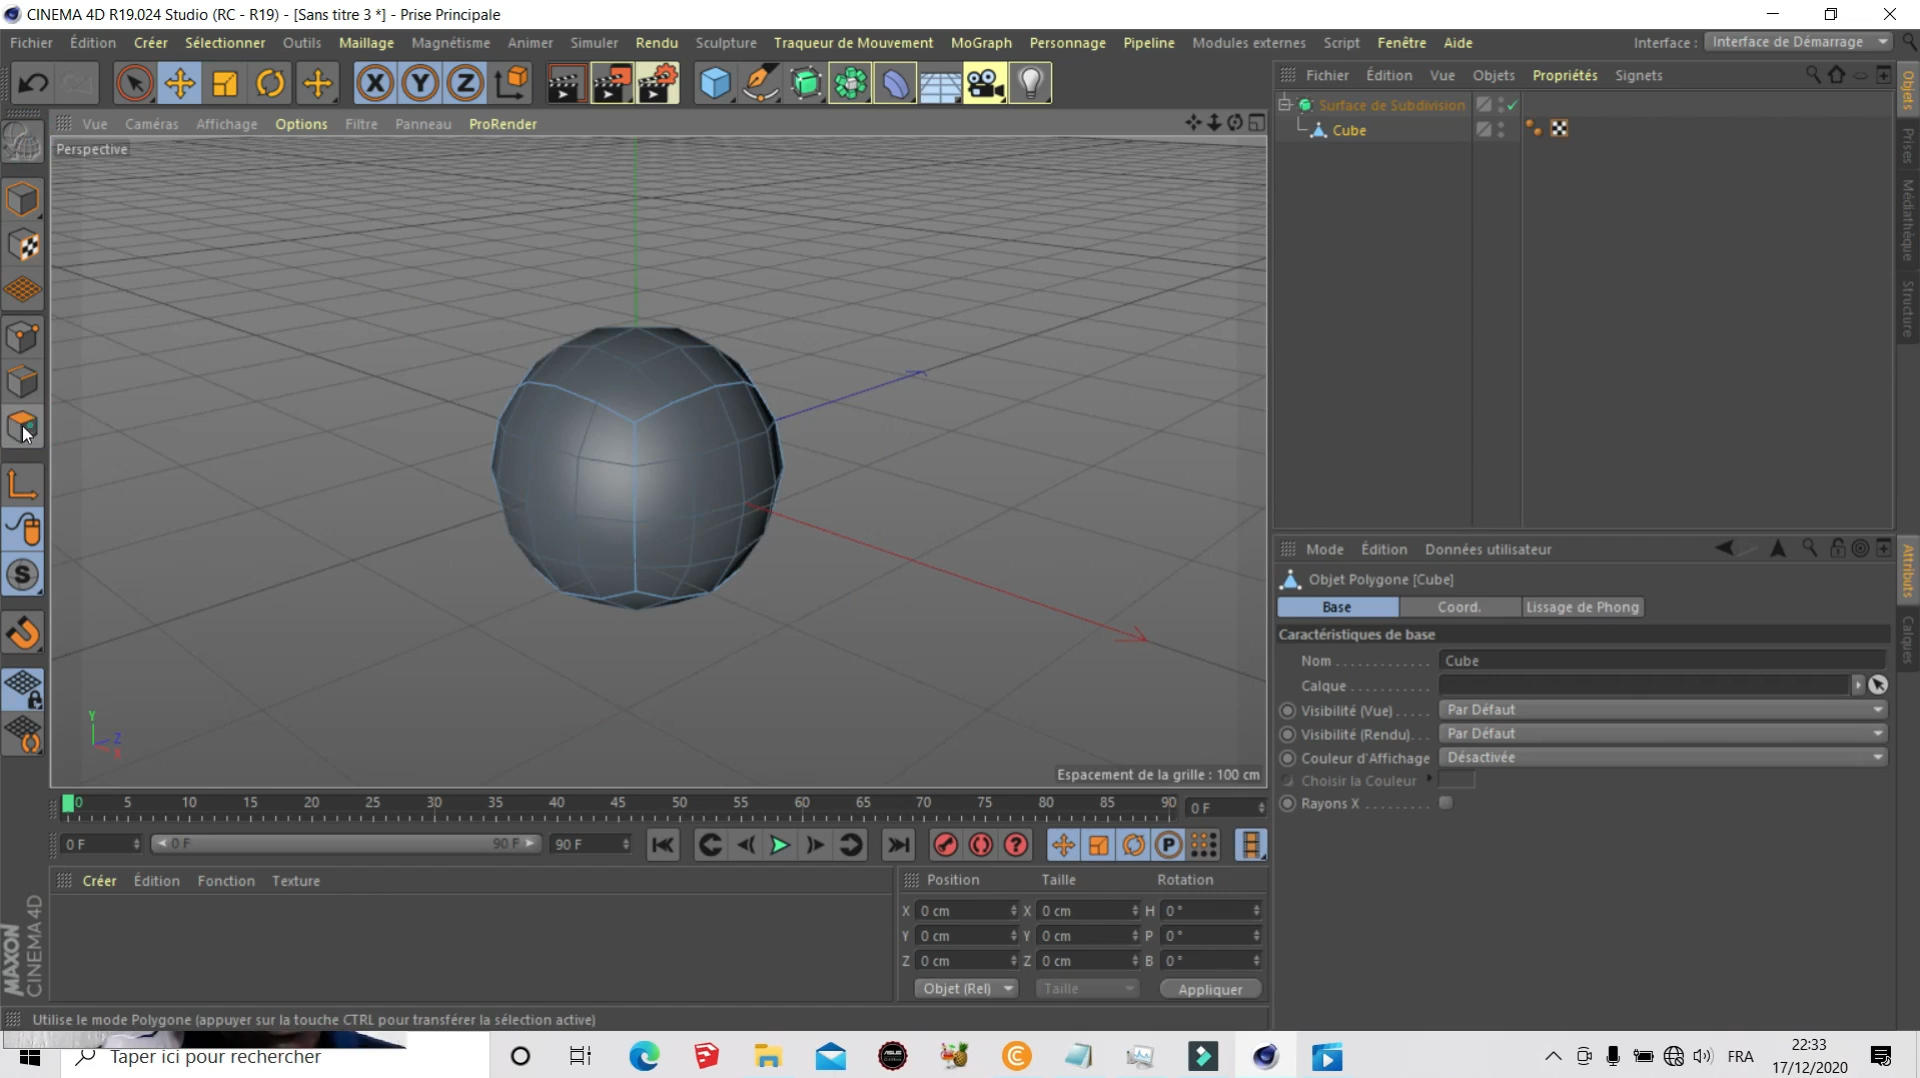 CINEMA 4D R19.024 Studio (RC - R19) - [Sans titre 3 *] - Prise Principale
Fichier Édition Créer Sélectionner Outils Maillage Magnétisme Animer Simuler Rendu Sculpture Traqueur de Mouvement MoGraph Personnage Pipeline Modules externes Script Fenêtre Aide Interface : Interface de Démarrage
Fichier Édition Vue Objets Propriétés Signets
Vue Caméras Affichage Options Filtre Panneau ProRender
Perspective
Surface de Subdivision
Cube
Objets
Prises
Médiathèque
Structure
Espacement de la grille : 100 cm
Mode Édition Données utilisateur
Objet Polygone [Cube]
Base Coord. Lissage de Phong
Caractéristiques de base
Nom Cube
Calque
Visibilité (Vue) Par Défaut
Visibilité (Rendu) Par Défaut
Couleur d'Affichage Désactivée
Choisir la Couleur
Rayons X
Attributs
Calques
0 5 10 15 20 25 30 35 40 45 50 55 60 65 70 75 80 85 90 0 F
0 F 0 F 90 F 90 F
Créer Édition Fonction Texture
Position Taille Rotation
X 0 cm X 0 cm H 0 °
Y 0 cm Y 0 cm P 0 °
Z 0 cm Z 0 cm B 0 °
Objet (Rel) Taille Appliquer
MAXON
CINEMA 4D
Utilise le mode Polygone (appuyer sur la touche CTRL pour transférer la sélection active)
Taper ici pour rechercher
FRA
22:33
17/12/2020